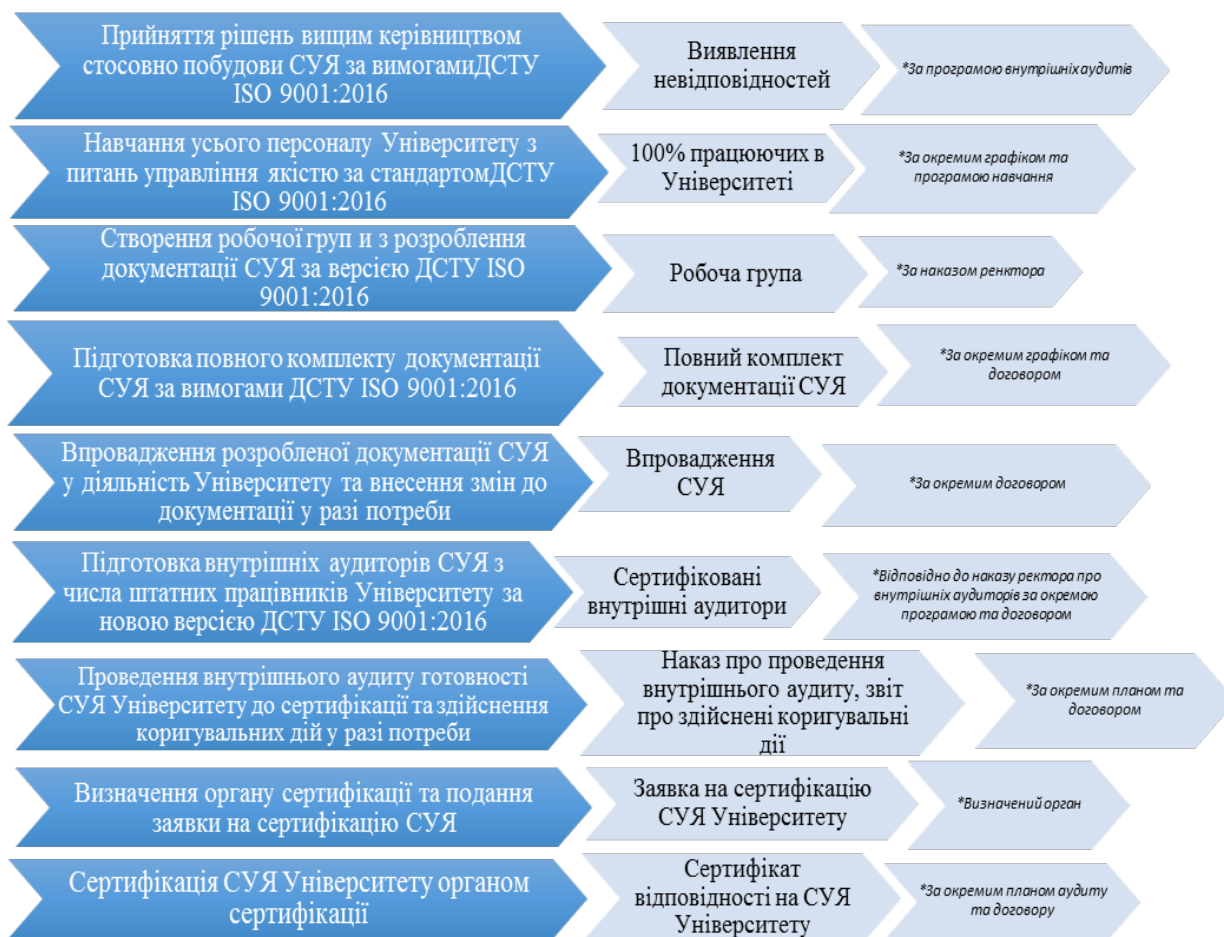 Прийняття рішень вищим керівництвом
стосовно побудови СУЯ за вимогамиДСТУ
ISO 9001:2016
Виявлення
невідповідностей
*За програмою внутрішніх аудитів
Навчання усього персоналу Університету з
питань управління якістю за стандартомДСТУ
ISO 9001:2016
100% працюючих в
Університеті
*За окремим графіком та
програмою навчання
Створення робочої груп и з розроблення
документації СУЯ за версією ДСТУ ISO
9001:2016
Робоча група
*За наказом ренктора
Підготовка повного комплекту документації
СУЯ за вимогами ДСТУ ISO 9001:2016
Повний комплект
документації СУЯ
*За окремим графіком та
договором
Впровадження розробленої документації СУЯ
у діяльність Університету та внесення змін до
документації у разі потреби
Впровадження
СУЯ
*За окремим договором
Підготовка внутрішніх аудиторів СУЯ з
числа штатних працівників Університету за
новою версією ДСТУ ISO 9001:2016
Сертифіковані
внутрішні аудитори
*Відповідно до наказу ректора про
внутрішніх аудиторів за окремою
програмою та договором
Проведення внутрішнього аудиту готовності
СУЯ Університету до сертифікації та здійснення
коригувальних дій у разі потреби
Наказ про проведення
внутрішнього аудиту, звіт
про здійснені коригувальні
дії
*За окремим планом та
договором
Визначення органу сертифікації та подання
заявки на сертифікацію СУЯ
Заявка на сертифікацію
СУЯ Університету
*Визначений орган
Сертифікація СУЯ Університету органом
сертифікації
Сертифікат
відповідності на СУЯ
Університету
*За окремим планом аудиту
та договору